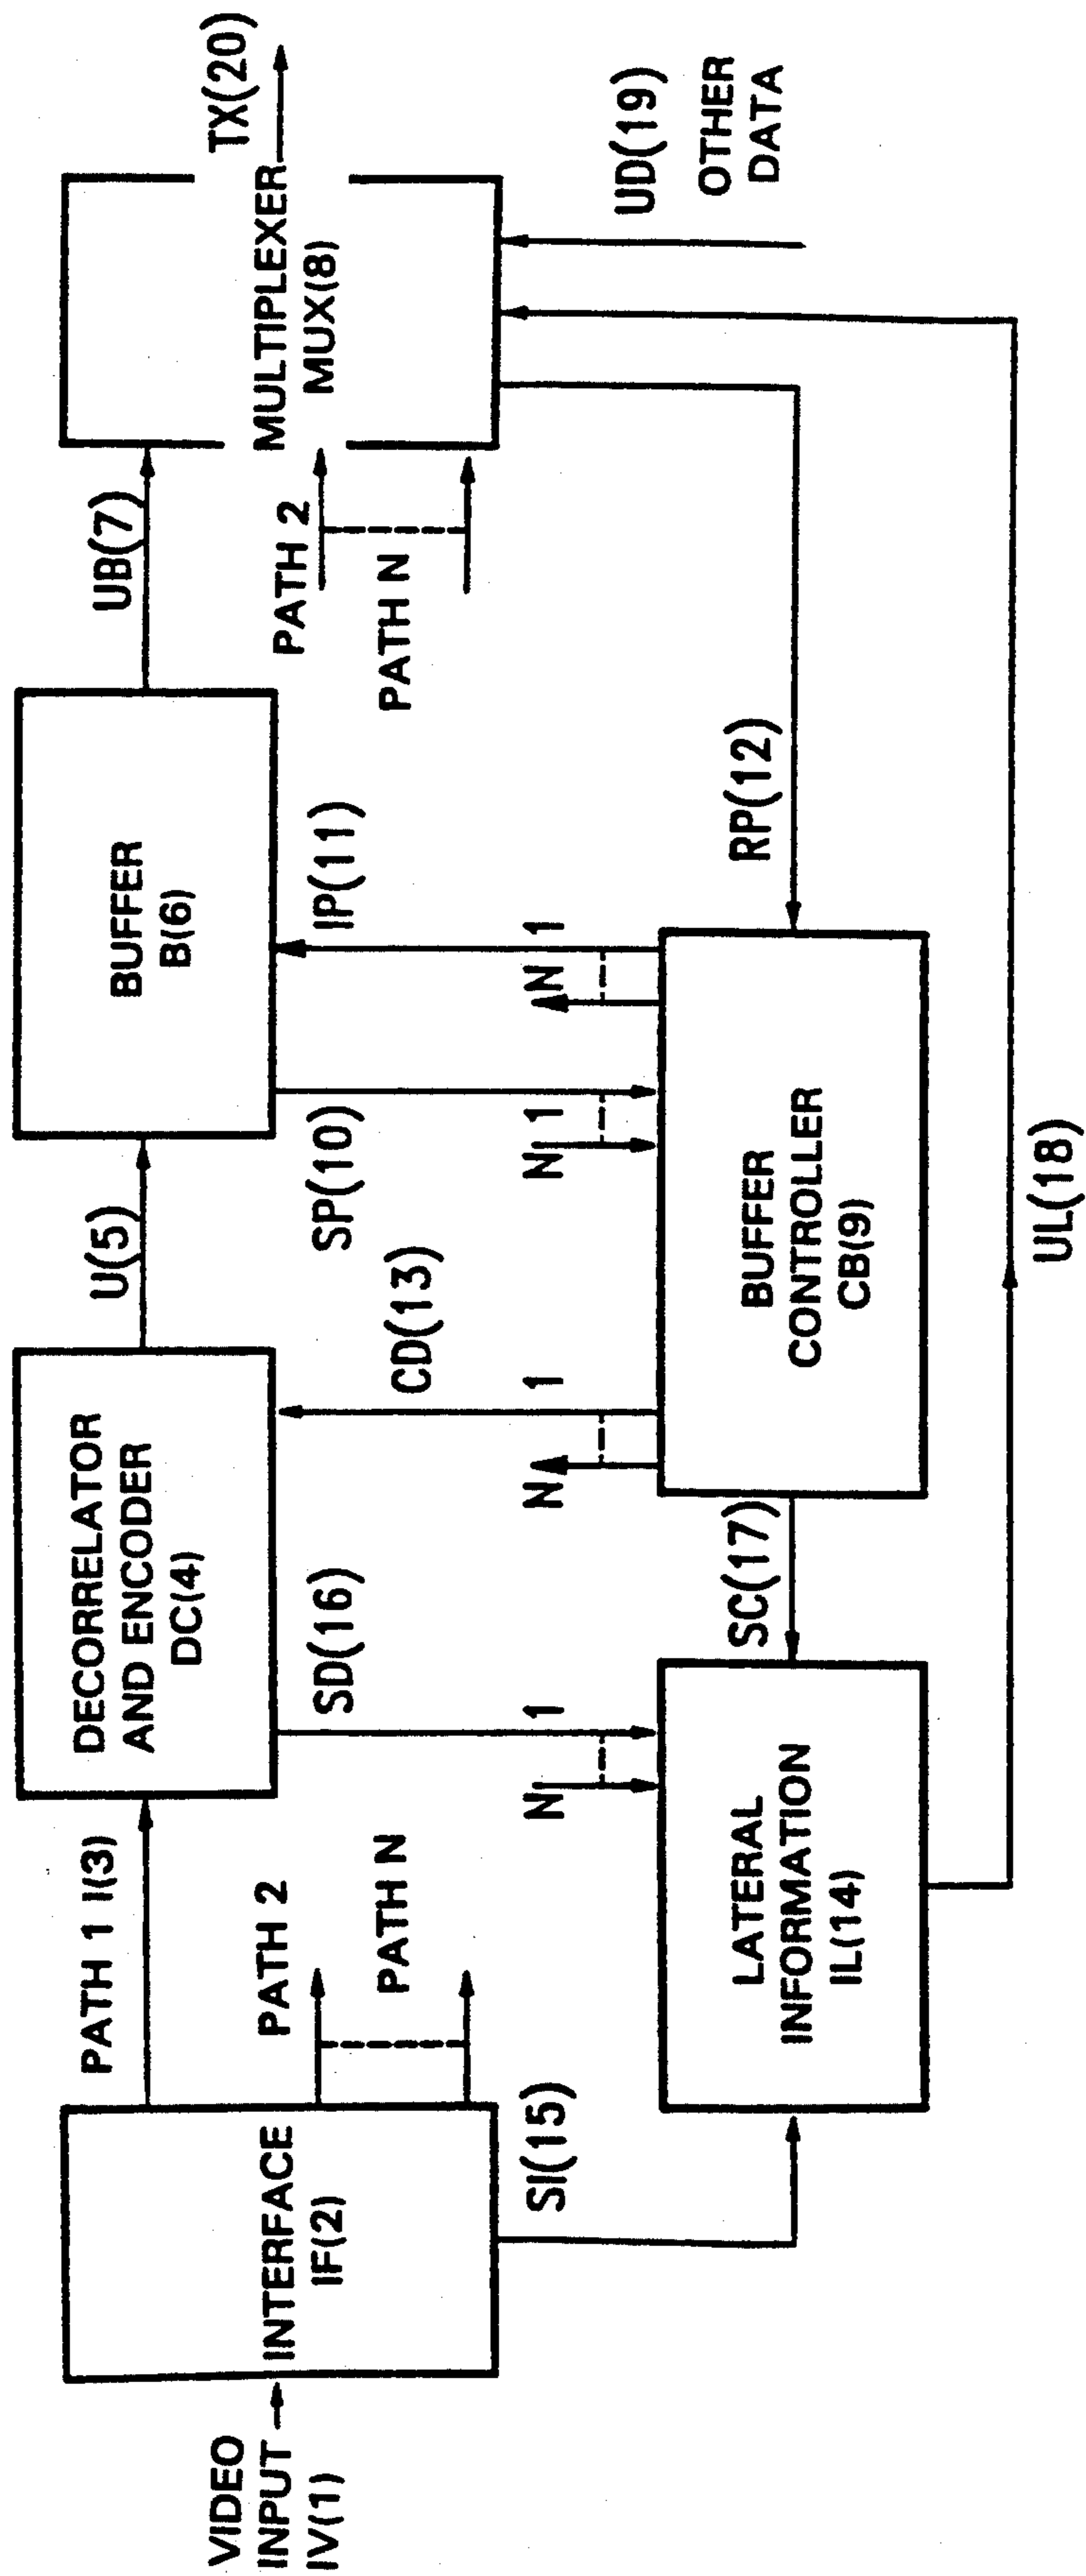 VIDEO
INPUT
IV(1)
INTERFACE
IF(2)
PATH 1 I(3)
PATH 2
PATH N
SI(15)
DECORRELATOR
AND ENCODER
DC(4)
U(5)
BUFFER
B(6)
UB(7)
PATH 2
PATH N
MULTIPLEXER
MUX(8)
TX(20)
UD(19)
OTHER
DATA
SD(16)
N 1
CD(13)
N 1
SP(10)
N 1
IP(11)
N 1
RP(12)
LATERAL
INFORMATION
IL(14)
SC(17)
BUFFER
CONTROLLER
CB(9)
UL(18)